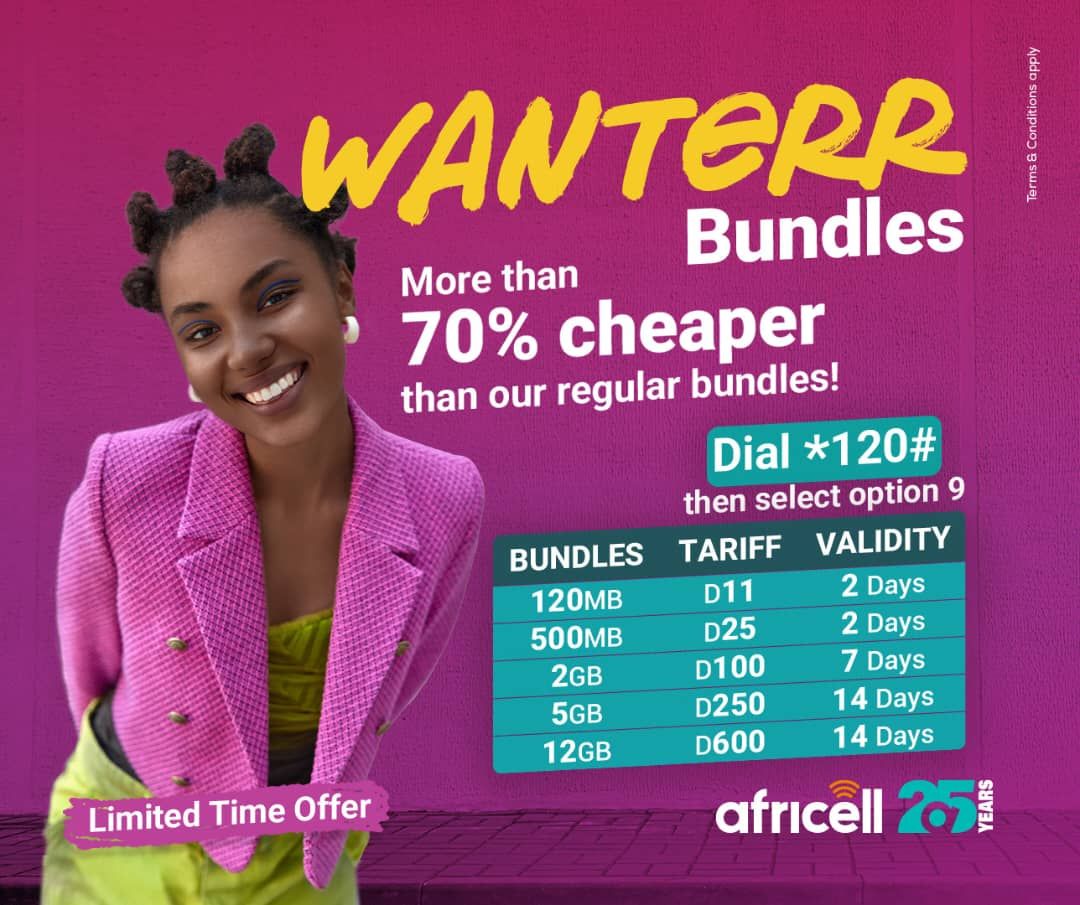 WANTERR
Bundles
More than
70% cheaper
than our regular bundles!
Dial *120#
then select option 9
BUNDLES TARIFF VALIDITY
120MB D11 2 Days
500MB D25 2 Days
2GB D100 7 Days
5GB D250 14 Days
12GB D600 14 Days
Limited Time Offer
africell 25 YEARS
Terms & Conditions apply